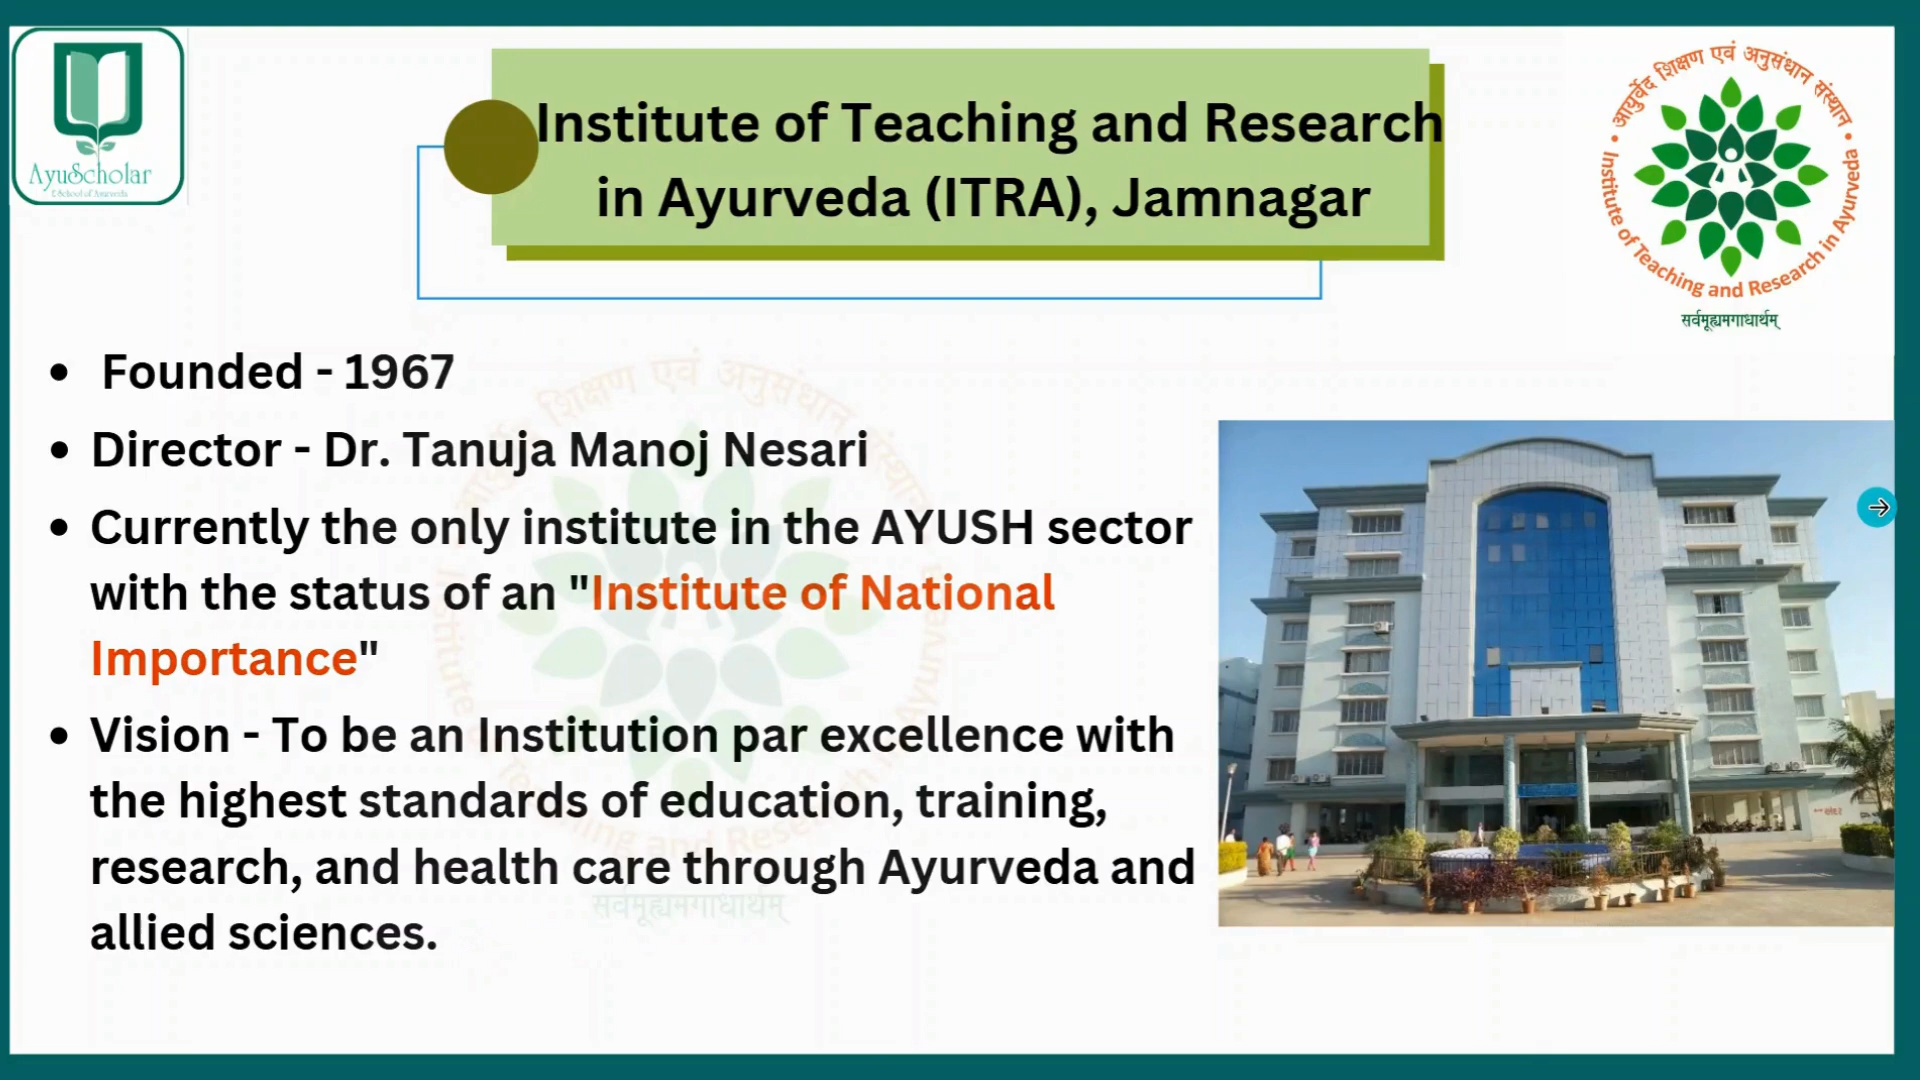 AyuScholar
E School of Ayurveda
Institute of Teaching and Research
in Ayurveda (ITRA), Jamnagar
• आयुर्वेद शिक्षण एवं अनुसंधान संस्थान •
Institute of Teaching and Research in Ayurveda
सर्वमूह्यमगाधार्थम्
• Founded - 1967
• Director - Dr. Tanuja Manoj Nesari
• Currently the only institute in the AYUSH sector
with the status of an "Institute of National
Importance"
• Vision - To be an Institution par excellence with
the highest standards of education, training,
research, and health care through Ayurveda and
allied sciences.